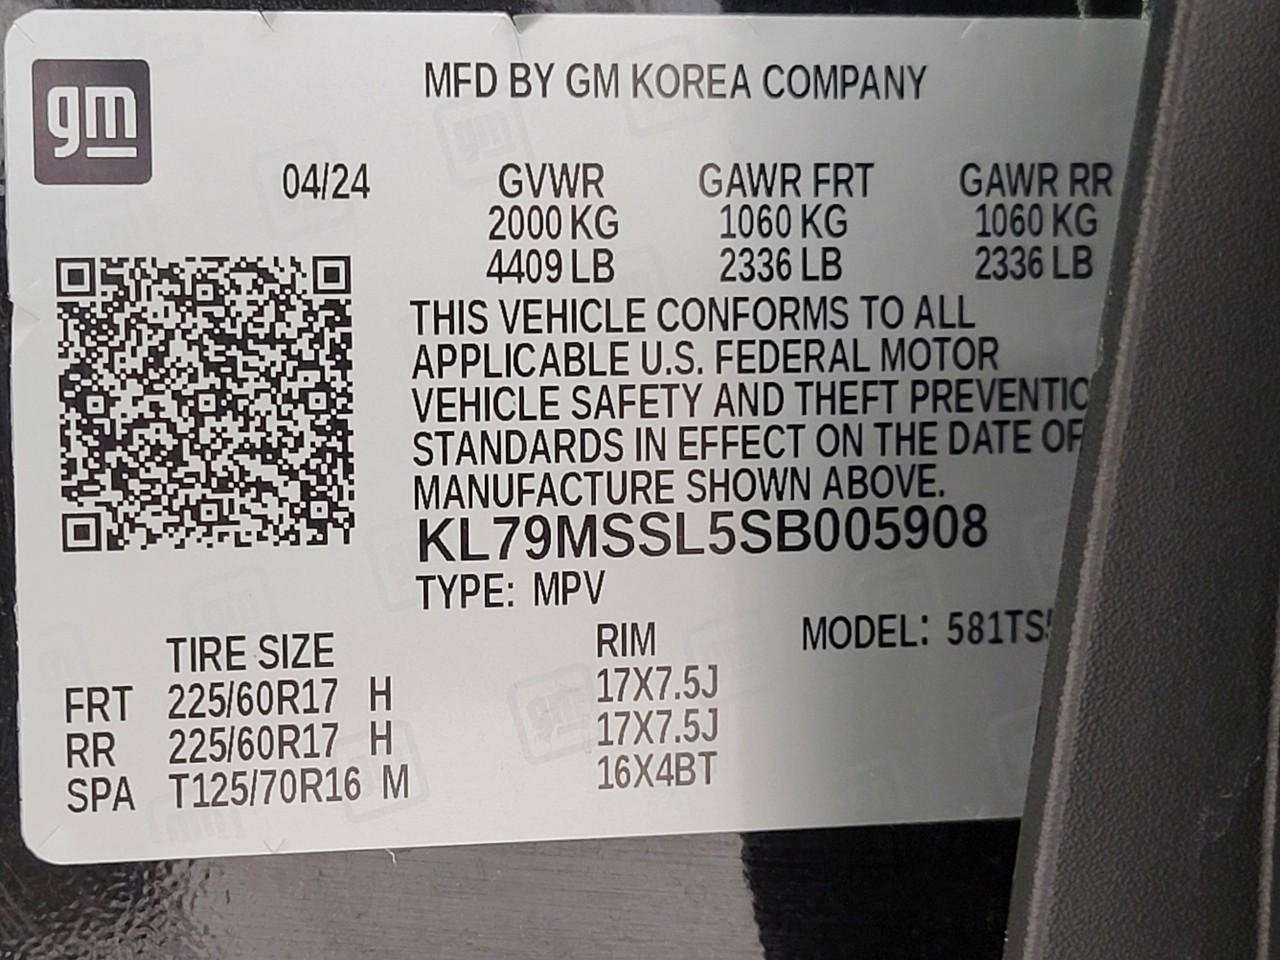 gm
MFD BY GM KOREA COMPANY
04/24 GVWR GAWR FRT GAWR RR
2000 KG 1060 KG 1060 KG
4409 LB 2336 LB 2336 LB
THIS VEHICLE CONFORMS TO ALL
APPLICABLE U.S. FEDERAL MOTOR
VEHICLE SAFETY AND THEFT PREVENTIO
STANDARDS IN EFFECT ON THE DATE OF
MANUFACTURE SHOWN ABOVE.
KL79MSSL5SB005908
TYPE: MPV
TIRE SIZE RIM MODEL: 581TS5
FRT 225/60R17 H 17X7.5J
RR 225/60R17 H 17X7.5J
SPA T125/70R16 M 16X4BT